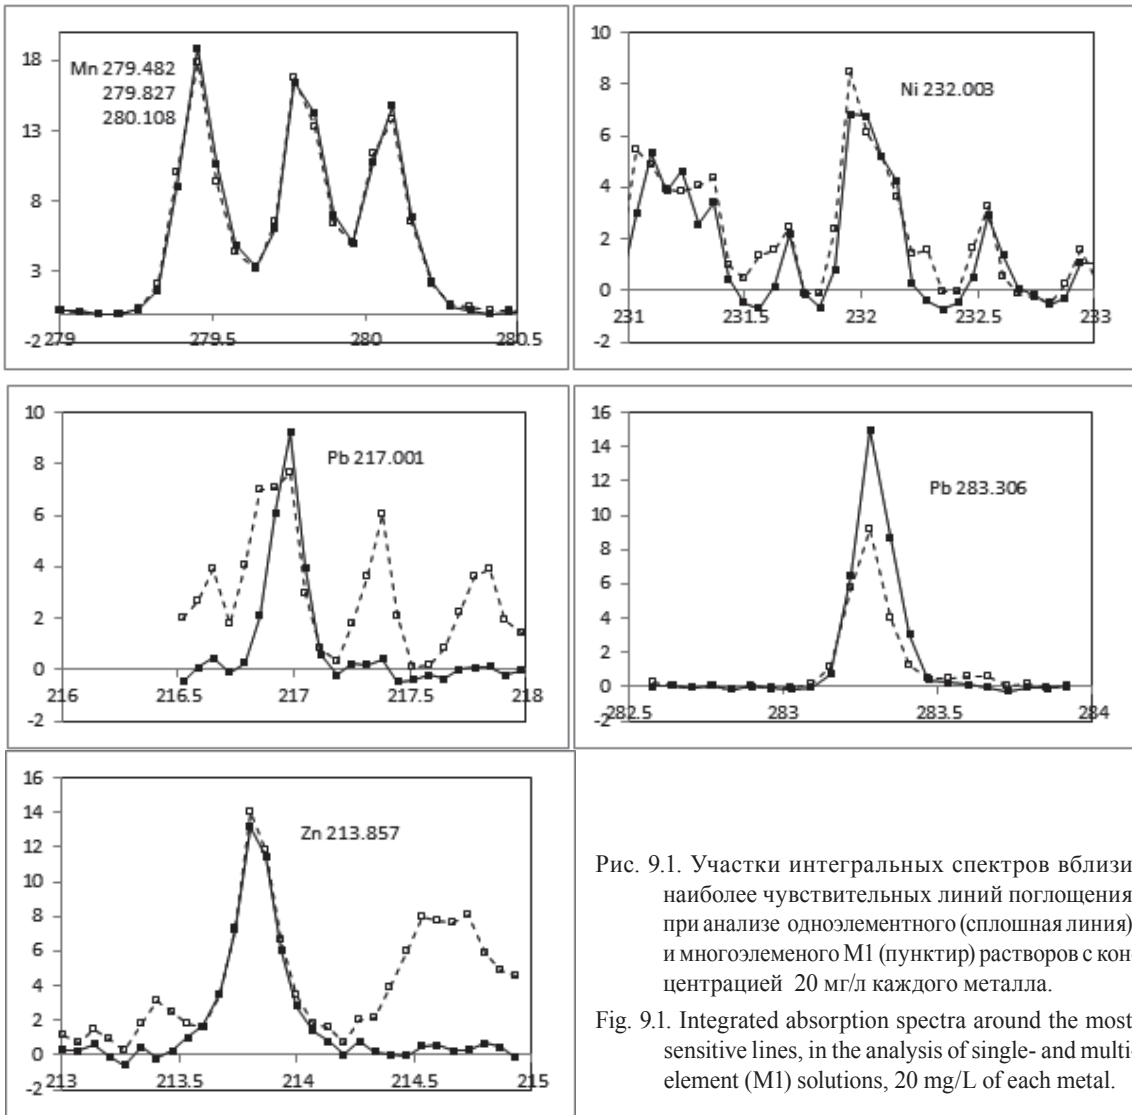 18
13
8
3
-2
Mn 279.482
279.827
280.108
279 279.5 280 280.5
10
8
6
4
2
0
-2
Ni 232.003
231 231.5 232 232.5 233
10
8
6
4
2
0
-2
Pb 217.001
216 216.5 217 217.5 218
16
14
12
10
8
6
4
2
0
-2
Pb 283.306
282.5 283 283.5 284
16
14
12
10
8
6
4
2
0
-2
Zn 213.857
213 213.5 214 214.5 215
Рис. 9.1. Участки интегральных спектров вблизи
наиболее чувствительных линий поглощения
при анализе одноэлементного (сплошная линия)
и многоэлеменого М1 (пунктир) растворов с кон-
центрацией 20 мг/л каждого металла.
Fig. 9.1. Integrated absorption spectra around the most
sensitive lines, in the analysis of single- and multi-
element (M1) solutions, 20 mg/L of each metal.